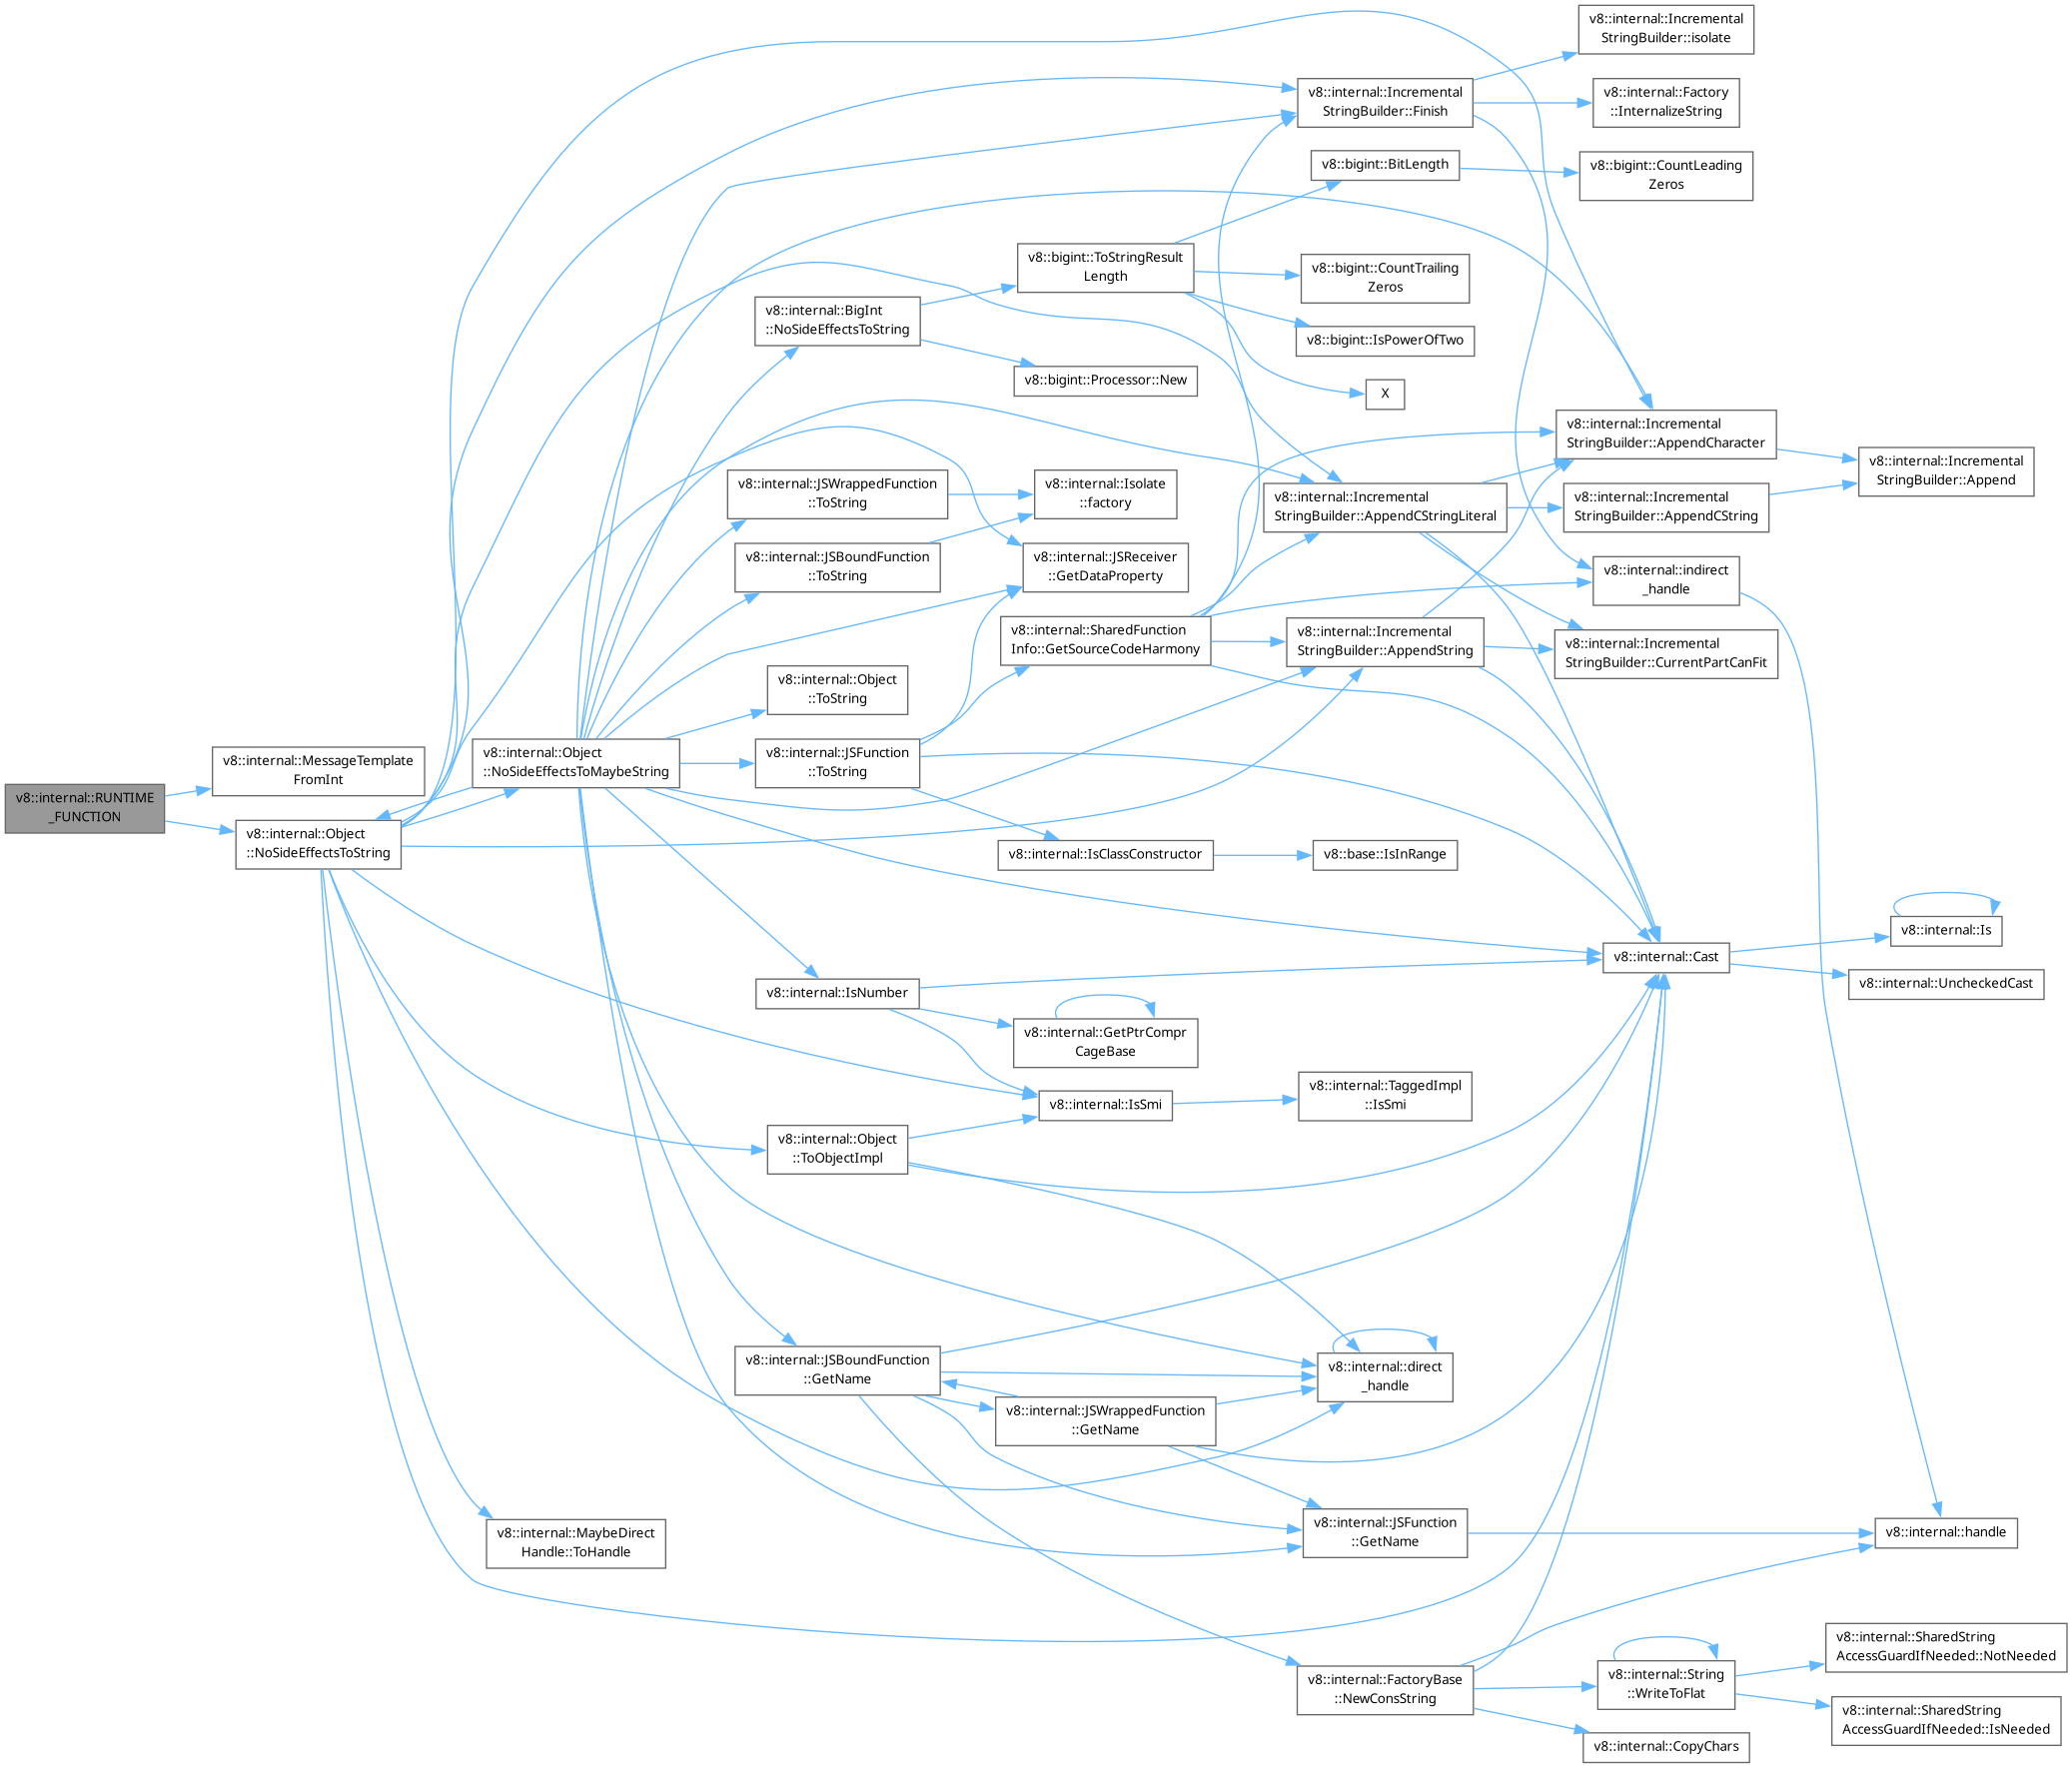 v8::internal::RUNTIME
_FUNCTION
v8::internal::MessageTemplate
FromInt
v8::internal::Object
::NoSideEffectsToString
v8::internal::Object
::NoSideEffectsToMaybeString
v8::internal::MaybeDirect
Handle::ToHandle
v8::internal::BigInt
::NoSideEffectsToString
v8::internal::JSWrappedFunction
::ToString
v8::internal::JSBoundFunction
::ToString
v8::internal::Object
::ToString
v8::internal::JSFunction
::ToString
v8::internal::IsNumber
v8::internal::Object
::ToObjectImpl
v8::internal::JSBoundFunction
::GetName
v8::bigint::ToStringResult
Length
v8::bigint::Processor::New
v8::internal::Isolate
::factory
v8::internal::JSReceiver
::GetDataProperty
v8::internal::SharedFunction
Info::GetSourceCodeHarmony
v8::internal::IsClassConstructor
v8::internal::GetPtrCompr
CageBase
v8::internal::IsSmi
v8::internal::JSWrappedFunction
::GetName
v8::internal::Incremental
StringBuilder::Finish
v8::bigint::BitLength
v8::bigint::CountTrailing
Zeros
v8::bigint::IsPowerOfTwo
X
v8::internal::Incremental
StringBuilder::AppendCStringLiteral
v8::internal::Incremental
StringBuilder::AppendString
v8::base::IsInRange
v8::internal::TaggedImpl
::IsSmi
v8::internal::direct
_handle
v8::internal::JSFunction
::GetName
v8::internal::FactoryBase
::NewConsString
v8::internal::Incremental
StringBuilder::isolate
v8::internal::Factory
::InternalizeString
v8::bigint::CountLeading
Zeros
v8::internal::Incremental
StringBuilder::AppendCharacter
v8::internal::Incremental
StringBuilder::AppendCString
v8::internal::indirect
_handle
v8::internal::Incremental
StringBuilder::CurrentPartCanFit
v8::internal::Cast
v8::internal::String
::WriteToFlat
v8::internal::CopyChars
v8::internal::Incremental
StringBuilder::Append
v8::internal::Is
v8::internal::UncheckedCast
v8::internal::handle
v8::internal::SharedString
AccessGuardIfNeeded::NotNeeded
v8::internal::SharedString
AccessGuardIfNeeded::IsNeeded